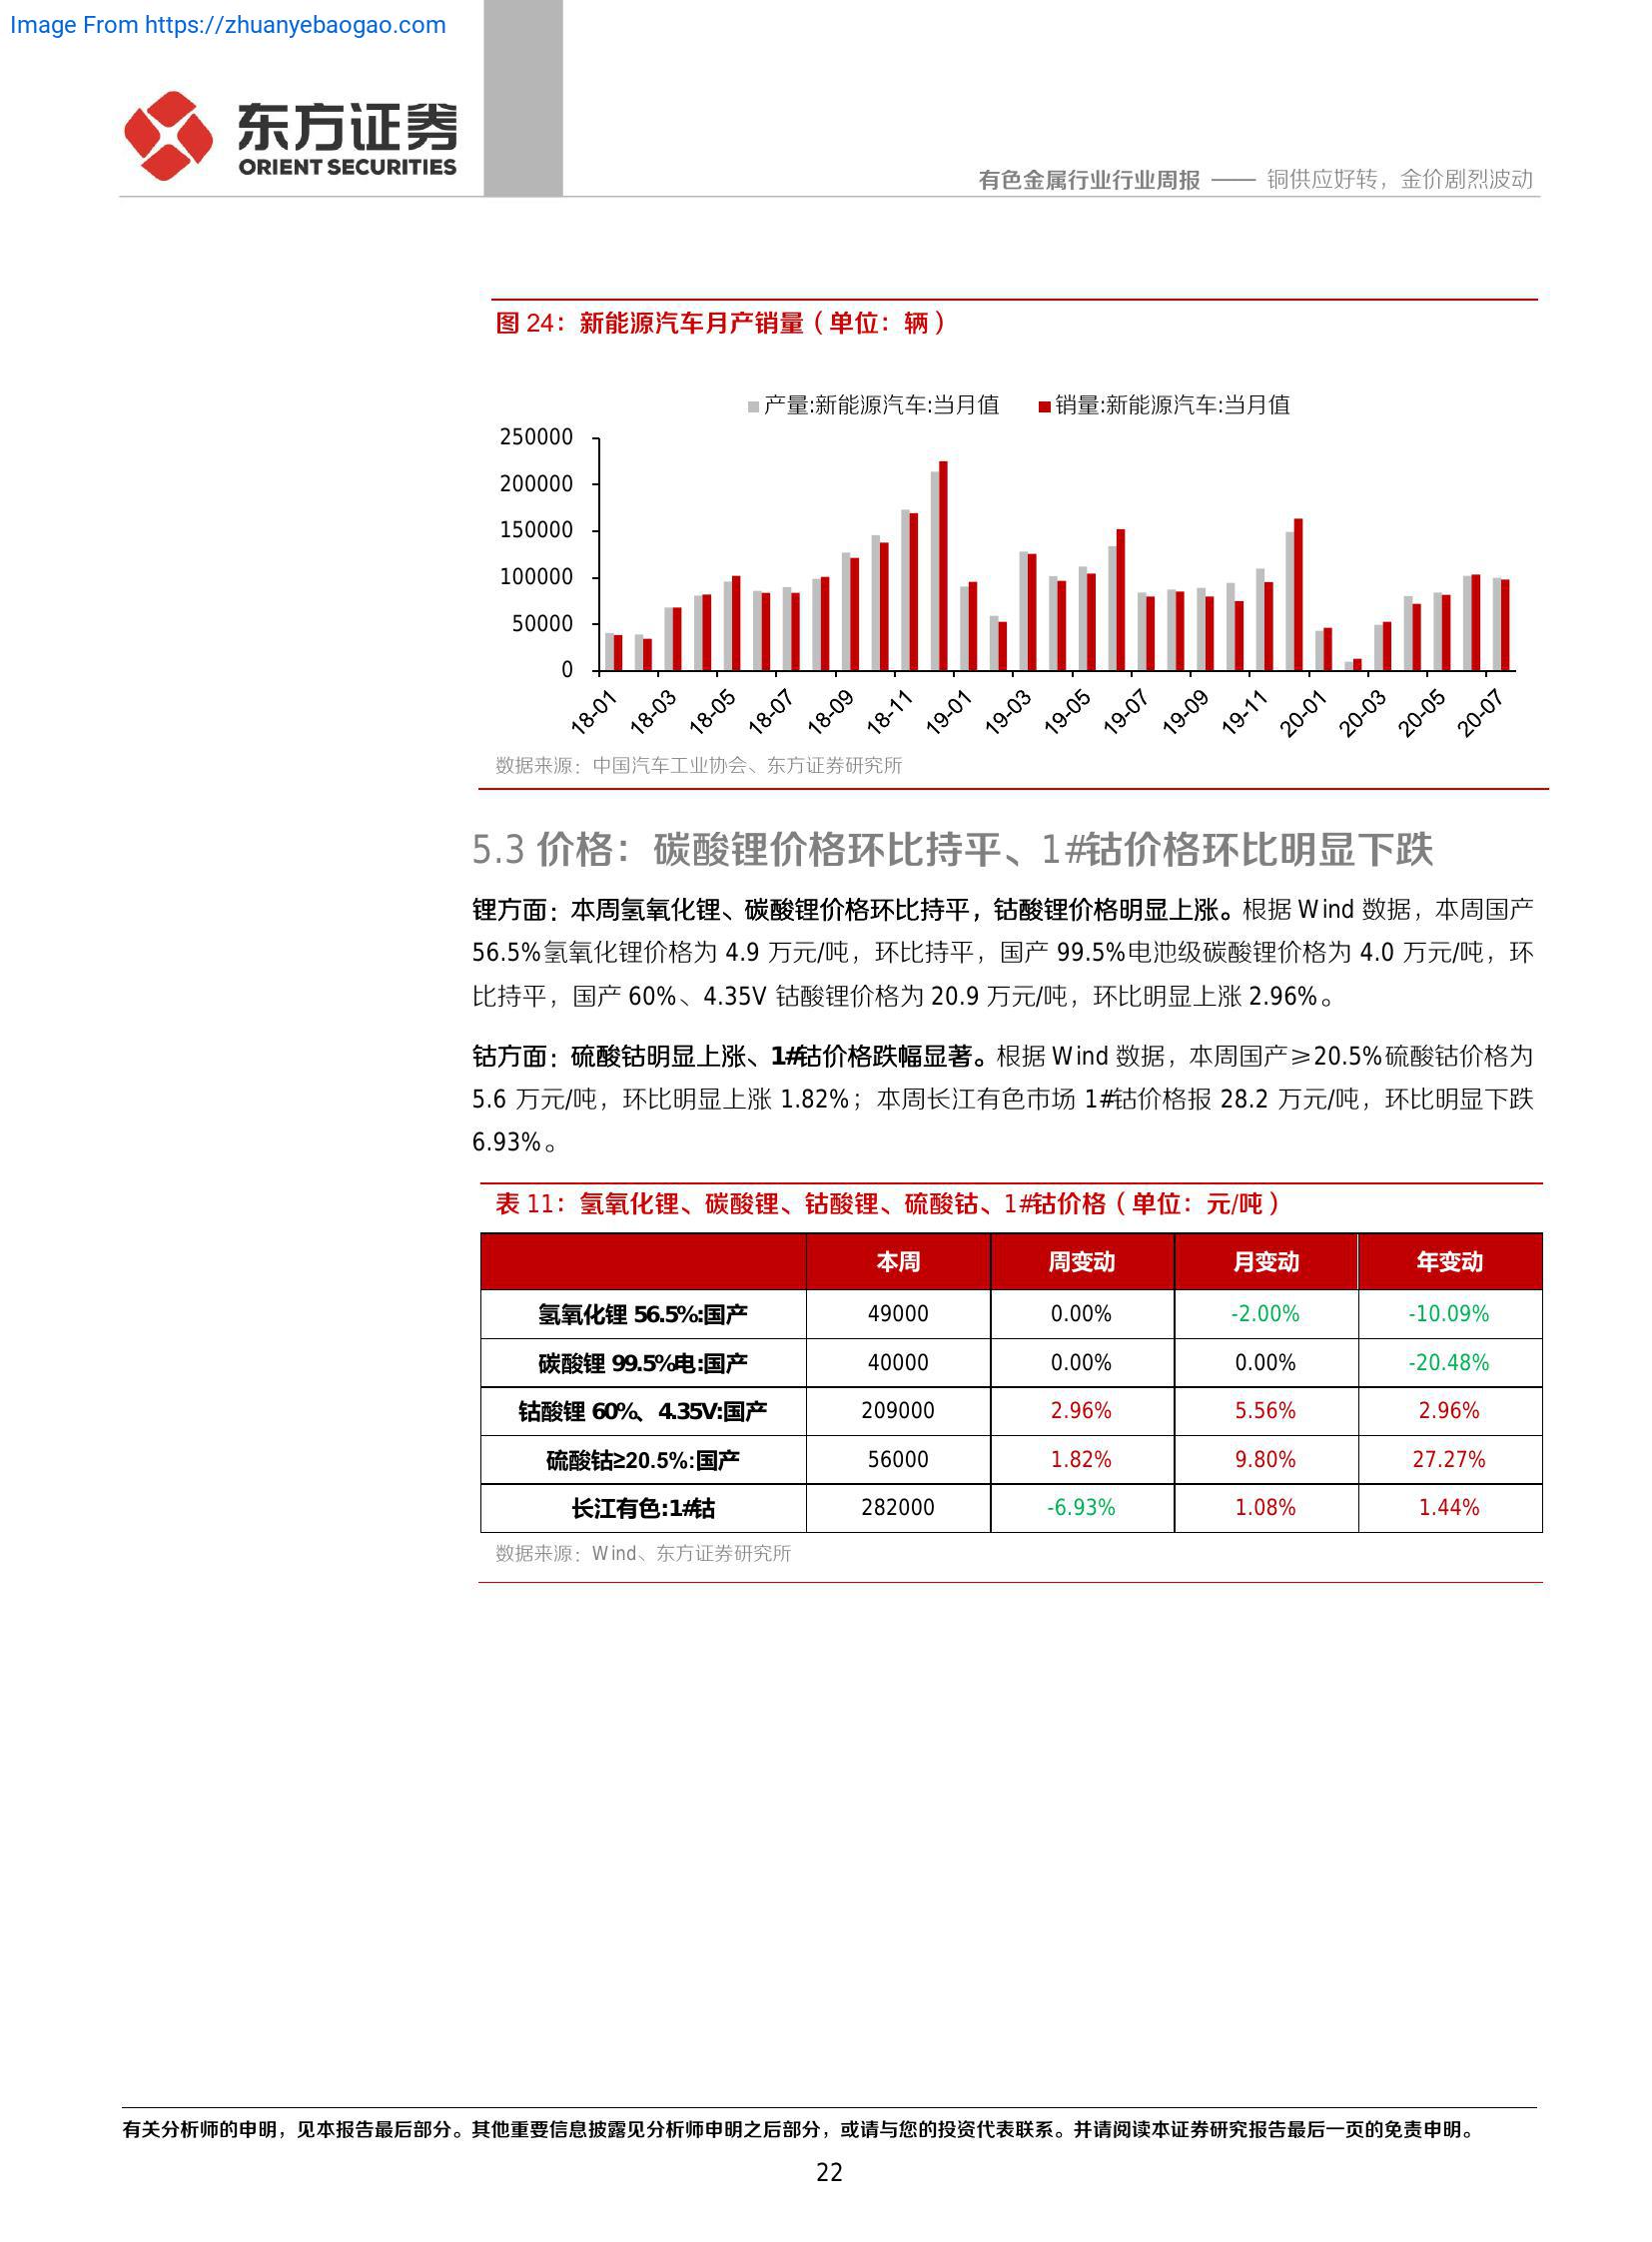 Image From https://zhuanyebaogao.com
东方证券
ORIENT SECURITIES
有色金属行业行业周报 —— 铜供应好转，金价剧烈波动
图 24：新能源汽车月产销量（单位：辆）
产量:新能源汽车:当月值 销量:新能源汽车:当月值
250000
200000
150000
100000
50000
0
18-01 18-03 18-05 18-07 18-09 18-11 19-01 19-03 19-05 19-07 19-09 19-11 20-01 20-03 20-05 20-07
数据来源：中国汽车工业协会、东方证券研究所
5.3 价格：碳酸锂价格环比持平、1#钴价格环比明显下跌
锂方面：本周氢氧化锂、碳酸锂价格环比持平，钴酸锂价格明显上涨。根据 Wind 数据，本周国产
56.5%氢氧化锂价格为 4.9 万元/吨，环比持平，国产 99.5%电池级碳酸锂价格为 4.0 万元/吨，环
比持平，国产 60%、4.35V 钴酸锂价格为 20.9 万元/吨，环比明显上涨 2.96%。
钴方面：硫酸钴明显上涨、1#钴价格跌幅显著。根据 Wind 数据，本周国产≥20.5%硫酸钴价格为
5.6 万元/吨，环比明显上涨 1.82%；本周长江有色市场 1#钴价格报 28.2 万元/吨，环比明显下跌
6.93%。
表 11：氢氧化锂、碳酸锂、钴酸锂、硫酸钴、1#钴价格（单位：元/吨）
本周 周变动 月变动 年变动
氢氧化锂 56.5%:国产 49000 0.00% -2.00% -10.09%
碳酸锂 99.5%电:国产 40000 0.00% 0.00% -20.48%
钴酸锂 60%、4.35V:国产 209000 2.96% 5.56% 2.96%
硫酸钴≥20.5%:国产 56000 1.82% 9.80% 27.27%
长江有色:1#钴 282000 -6.93% 1.08% 1.44%
数据来源：Wind、东方证券研究所
有关分析师的申明，见本报告最后部分。其他重要信息披露见分析师申明之后部分，或请与您的投资代表联系。并请阅读本证券研究报告最后一页的免责申明。
22